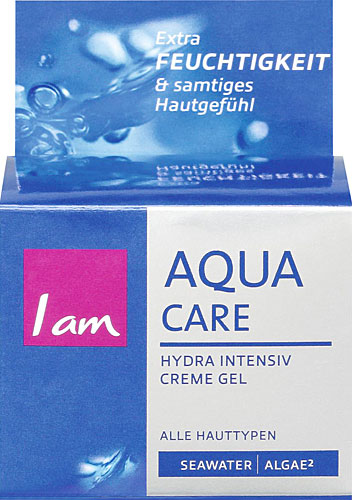 Extra
FEUCHTIGKEIT
& samtiges
Hautgefühl
I am
AQUA
CARE
HYDRA INTENSIV
CREME GEL
ALLE HAUTTYPEN
SEAWATER | ALGAE²